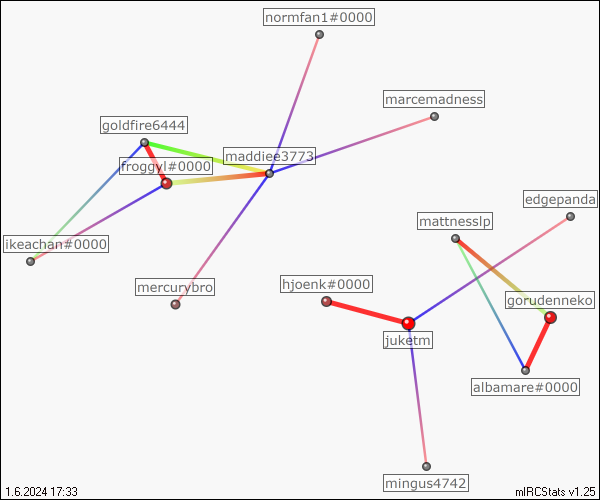 normfan1#0000
marcemadness
goldfire6444
maddiee3773
froggyl#0000
edgepanda
mattnesslp
ikeachan#0000
mercurybro
hjoenk#0000
gorudenneko
juketm
albamare#0000
mingus4742
1.6.2024 17:33
mIRCStats v1.25